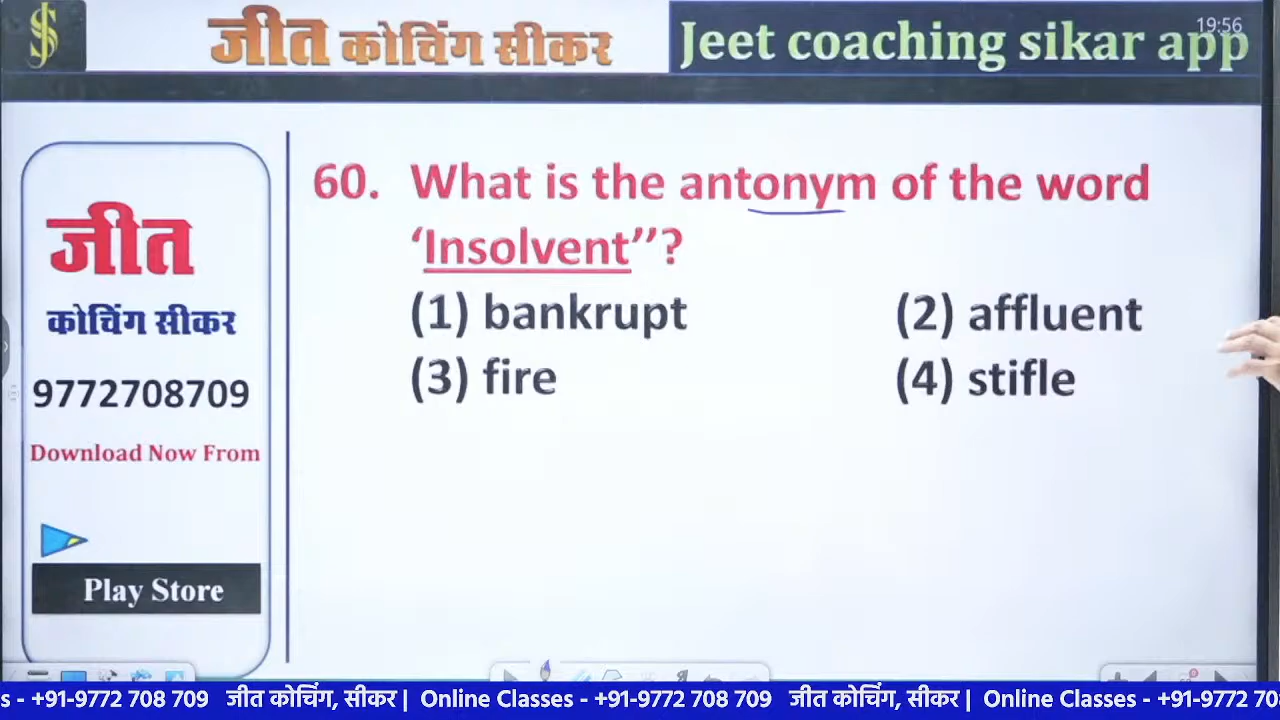 जीत कोचिंग सीकर
Jeet coaching sikar app
19:56
60. What is the antonym of the word
‘Insolvent’’?
(1) bankrupt (2) affluent
(3) fire (4) stifle
जीत
कोचिंग सीकर
9772708709
Download Now From
Play Store
s - +91-9772 708 709 जीत कोचिंग, सीकर | Online Classes - +91-9772 708 709 जीत कोचिंग, सीकर | Online Classes - +91-9772 70